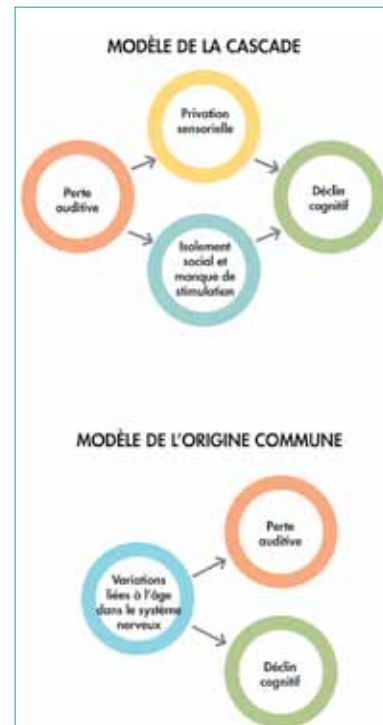 MODÈLE DE LA CASCADE
Privation
sensorielle
Perte
auditive
Déclin
cognitif
Isolement
social et
manque de
stimulation
MODÈLE DE L'ORIGINE COMMUNE
Perte
auditive
Variations
liées à l'âge
dans le système
nerveux
Déclin
cognitif